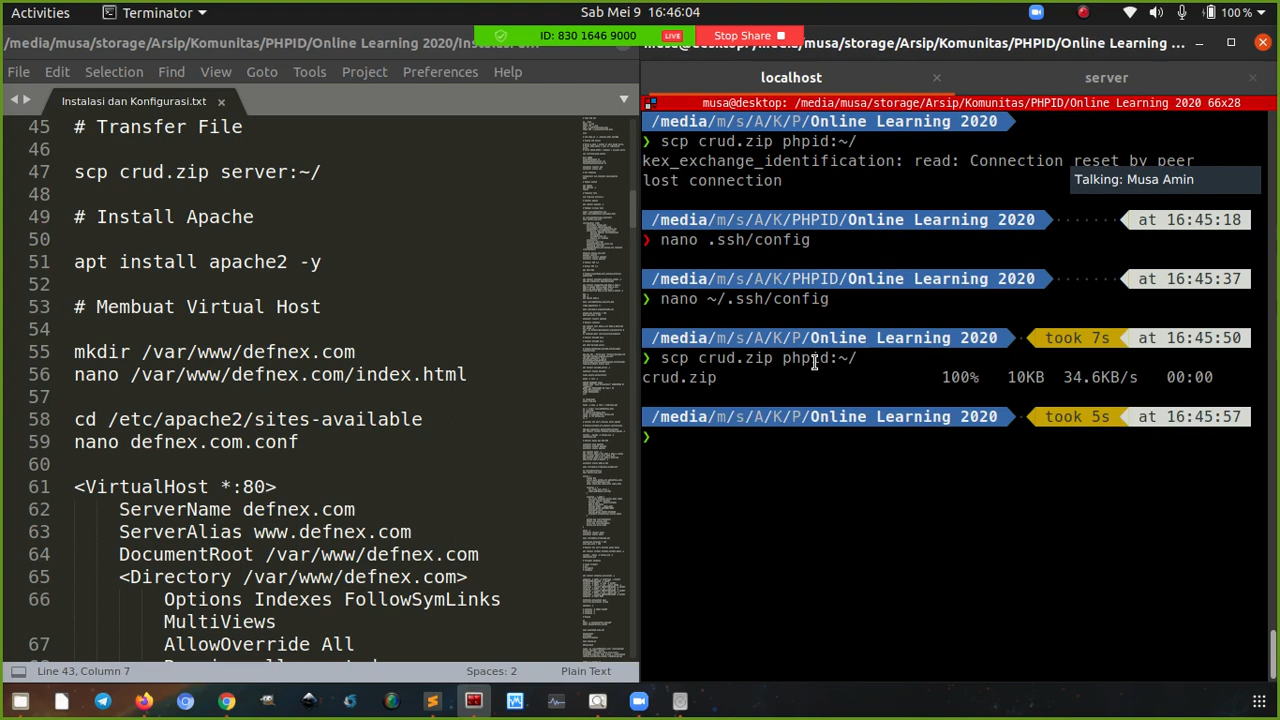 Activities
Terminator
Sab Mei 9 16:46:04
100 %
ID: 830 1646 9000
LIVE
Stop Share
/media/musa/storage/Arsip/Komunitas/PHPID/Online Learning 2020/
musa/storage/Arsip/Komunitas/PHPID/Online Learning ...
File Edit Selection Find View Goto Tools Project Preferences Help
Instalasi dan Konfigurasi.txt
45 # Transfer File
46
47 scp crud.zip server:~/
48
49 # Install Apache
50
51 apt install apache2 -y
52
53 # Membuat Virtual Host
54
55 mkdir /var/www/defnex.com
56 nano /var/www/defnex.com/index.html
57
58 cd /etc/apache2/sites-available
59 nano defnex.com.conf
60
61 <VirtualHost *:80>
62 ServerName defnex.com
63 ServerAlias www.defnex.com
64 DocumentRoot /var/www/defnex.com
65 <Directory /var/www/defnex.com>
66 Options Indexes FollowSymLinks
MultiViews
67 AllowOverride All
Line 43, Column 7
Spaces: 2
Plain Text
localhost
server
musa@desktop: /media/musa/storage/Arsip/Komunitas/PHPID/Online Learning 2020 66x28
/media/m/s/A/K/P/Online Learning 2020
❯ scp crud.zip phpid:~/
kex_exchange_identification: read: Connection reset by peer
lost connection
Talking: Musa Amin
/media/m/s/A/K/PHPID/Online Learning 2020 ······· at 16:45:18
❯ nano .ssh/config
/media/m/s/A/K/PHPID/Online Learning 2020 ······· at 16:45:37
❯ nano ~/.ssh/config
/media/m/s/A/K/P/Online Learning 2020 ·· took 7s at 16:45:50
❯ scp crud.zip phpid:~/
crud.zip 100% 10KB 34.6KB/s 00:00
/media/m/s/A/K/P/Online Learning 2020 ·· took 5s at 16:45:57
❯